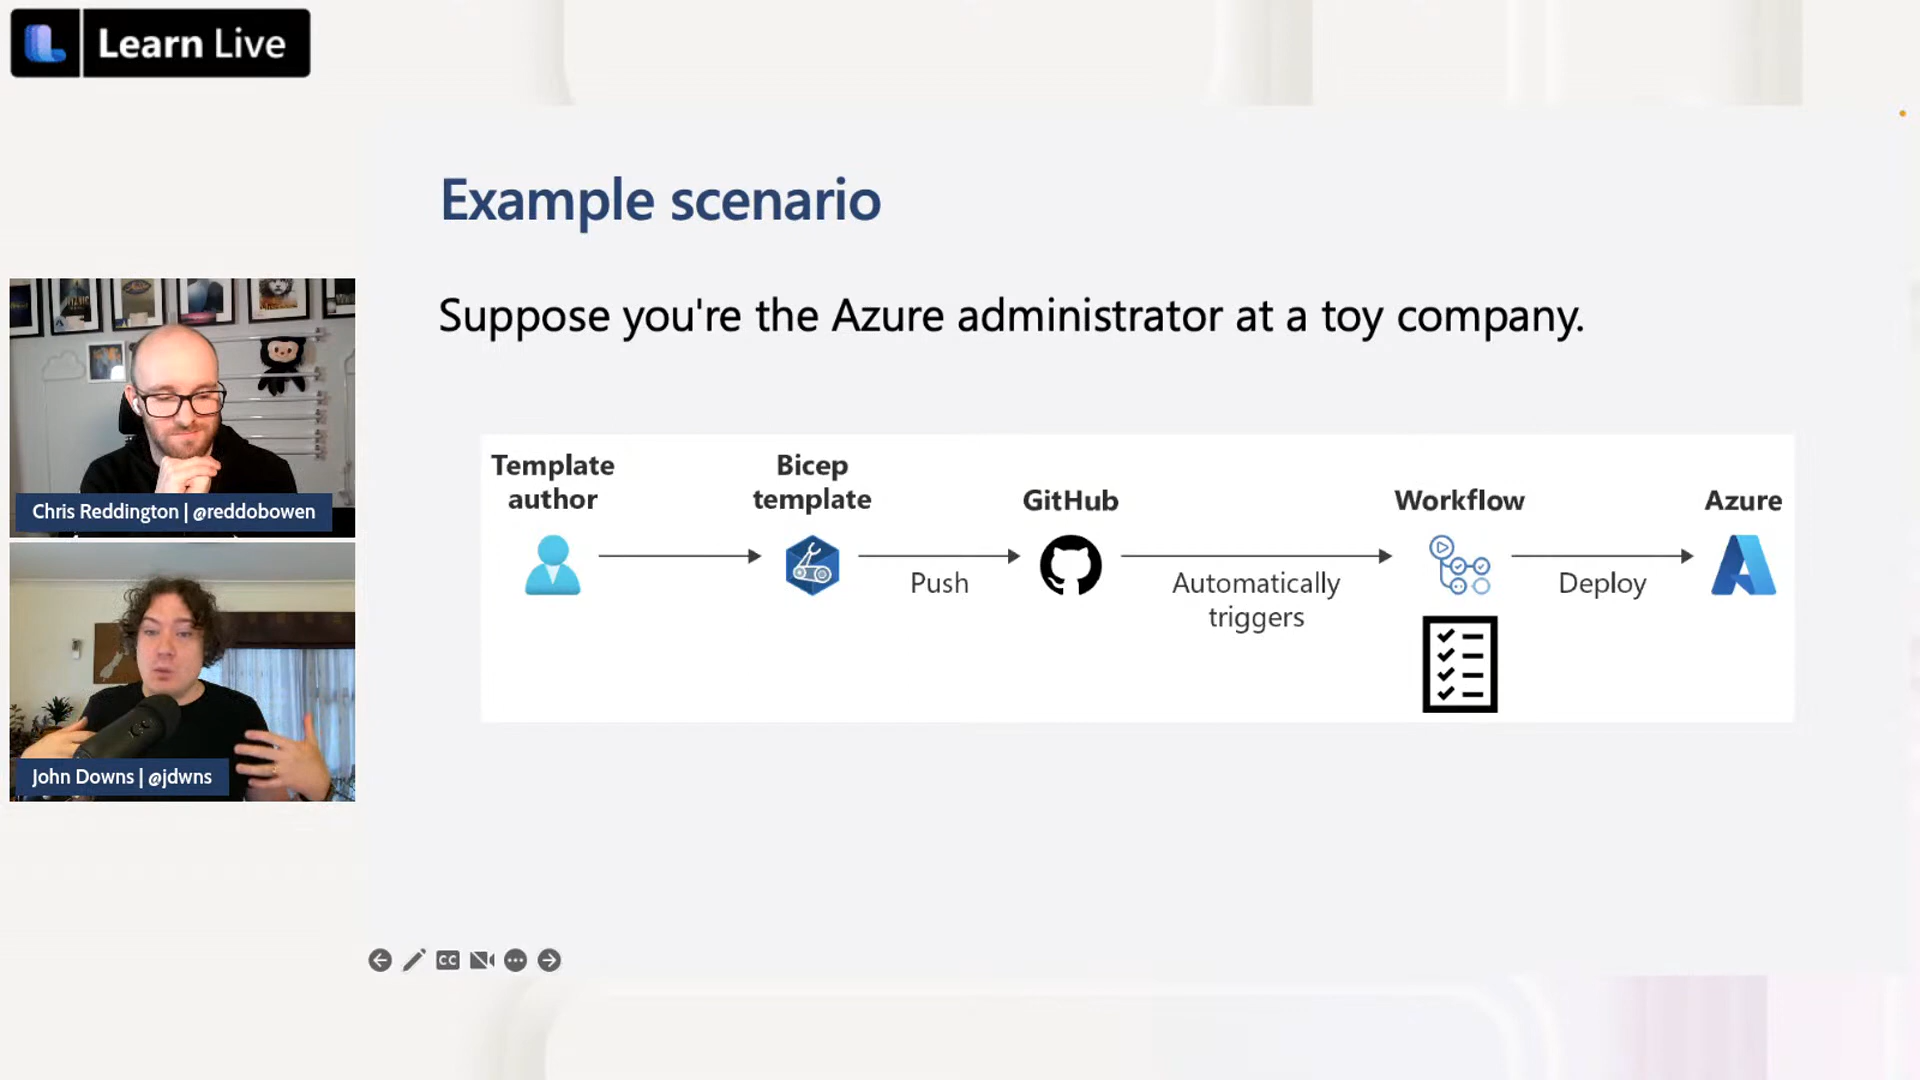 Learn Live
Example scenario
Suppose you're the Azure administrator at a toy company.
Template
author
Bicep
template
GitHub
Workflow
Azure
Push
Automatically
triggers
Deploy
Chris Reddington | @reddobowen
John Downs | @jdwns
CC